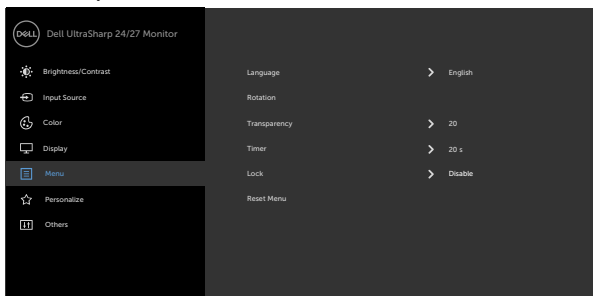 DELL Dell UltraSharp 24/27 Monitor
Brightness/Contrast
Language English
Input Source
Rotation
Color
Transparency 20
Display
Timer 20 s
Menu
Lock Disable
Personalize
Reset Menu
Others